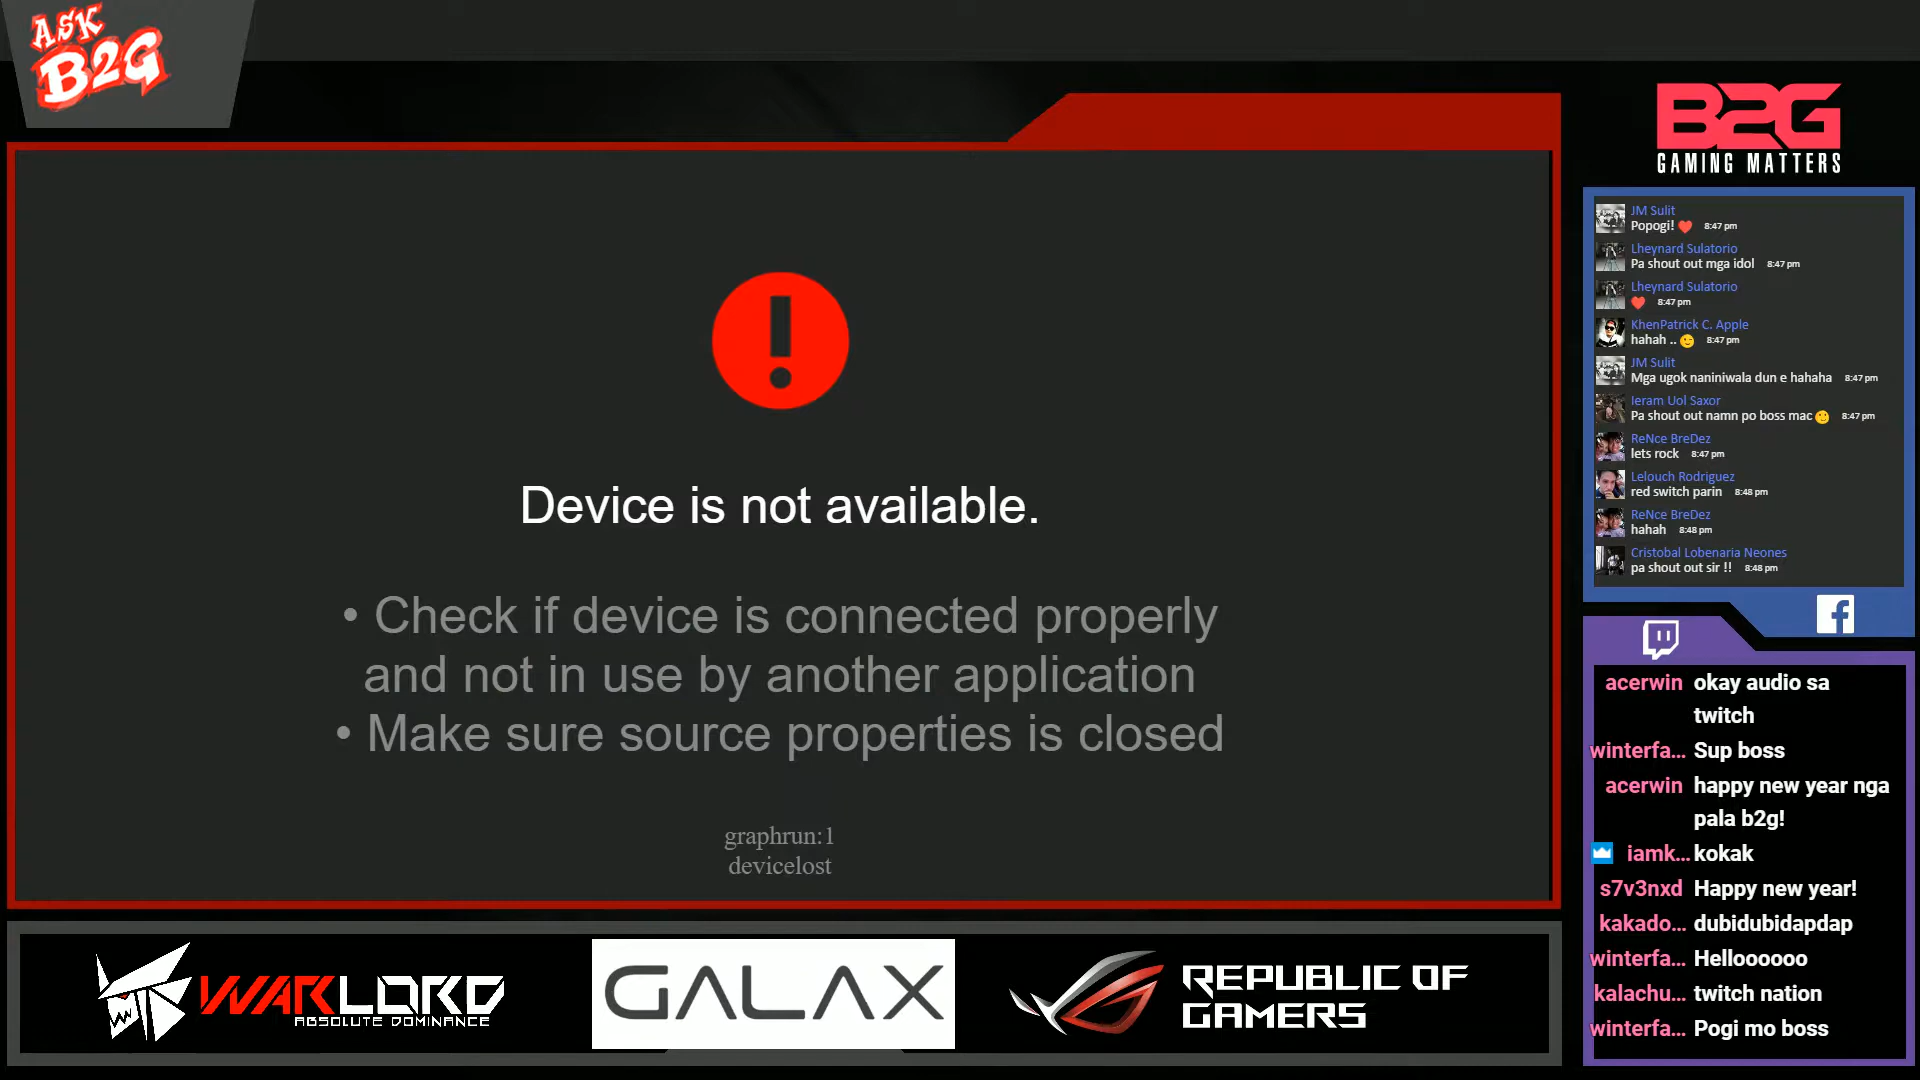 ASK
B2G
B2G
GAMING MATTERS
JM Sulit
Popogi! ❤ 8:47 pm
Lheynard Sulatorio
Pa shout out mga idol 8:47 pm
Lheynard Sulatorio
❤ 8:47 pm
KhenPatrick C. Apple
hahah .. 😉 8:47 pm
JM Sulit
Mga ugok naniniwala dun e hahaha 8:47 pm
Ieram Uol Saxor
Pa shout out namn po boss mac🙂 8:47 pm
ReNce BreDez
lets rock 8:47 pm
Lelouch Rodriguez
red switch parin 8:48 pm
ReNce BreDez
hahah 8:48 pm
Cristobal Lobenaria Neones
pa shout out sir !! 8:48 pm
Device is not available.
• Check if device is connected properly
and not in use by another application
• Make sure source properties is closed
graphrun:1
devicelost
acerwin okay audio sa
twitch
winterfa... Sup boss
acerwin happy new year nga
pala b2g!
iamk... kokak
s7v3nxd Happy new year!
kakado... dubidubidapdap
winterfa... Helloooooo
kalachu... twitch nation
winterfa... Pogi mo boss
WARLORD
ABSOLUTE DOMINANCE
GALAX
REPUBLIC OF
GAMERS